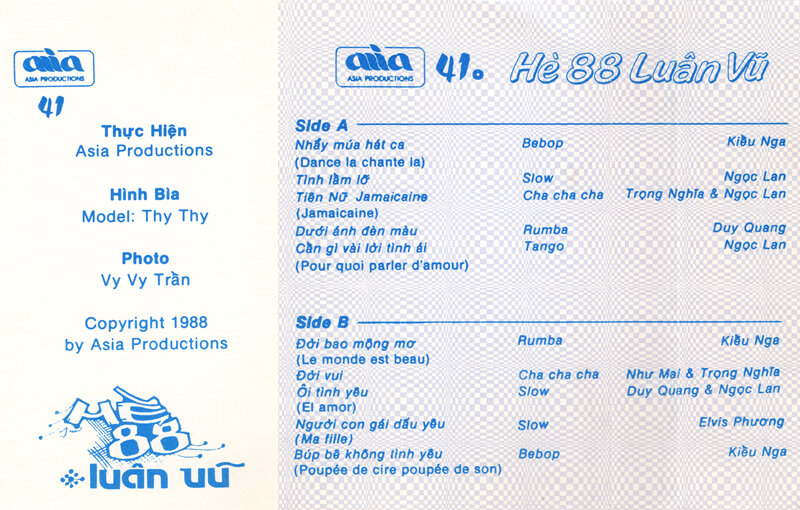 asia
ASIA PRODUCTIONS
41
Thực Hiện
Asia Productions
Hình Bìa
Model: Thy Thy
Photo
Vy Vy Trần
Copyright 1988
by Asia Productions
HÈ
88
luân vũ
asia
ASIA PRODUCTIONS
41. Hè 88 Luân Vũ
Side A
Nhẩy múa hát ca Bebop Kiều Nga
(Dance la chante la)
Tình lầm lỡ Slow Ngọc Lan
Tiên Nữ Jamaicaine Cha cha cha Trọng Nghĩa & Ngọc Lan
(Jamaicaine)
Dưới ánh đèn màu Rumba Duy Quang
Cần gì vài lời tình ái Tango Ngọc Lan
(Pour quoi parler d'amour)
Side B
Đời bao mộng mơ Rumba Kiều Nga
(Le monde est beau)
Đời vui Cha cha cha Như Mai & Trọng Nghĩa
Ôi tình yêu Slow Duy Quang & Ngọc Lan
(El amor)
Người con gái dấu yêu Slow Elvis Phương
(Ma fille)
Búp bê không tình yêu Bebop Kiều Nga
(Poupée de cire poupée de son)